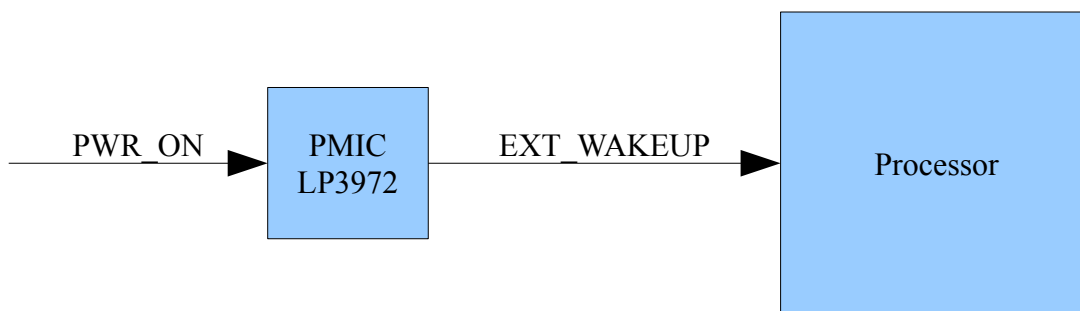 PWR_ON
PMIC
LP3972
EXT_WAKEUP
Processor